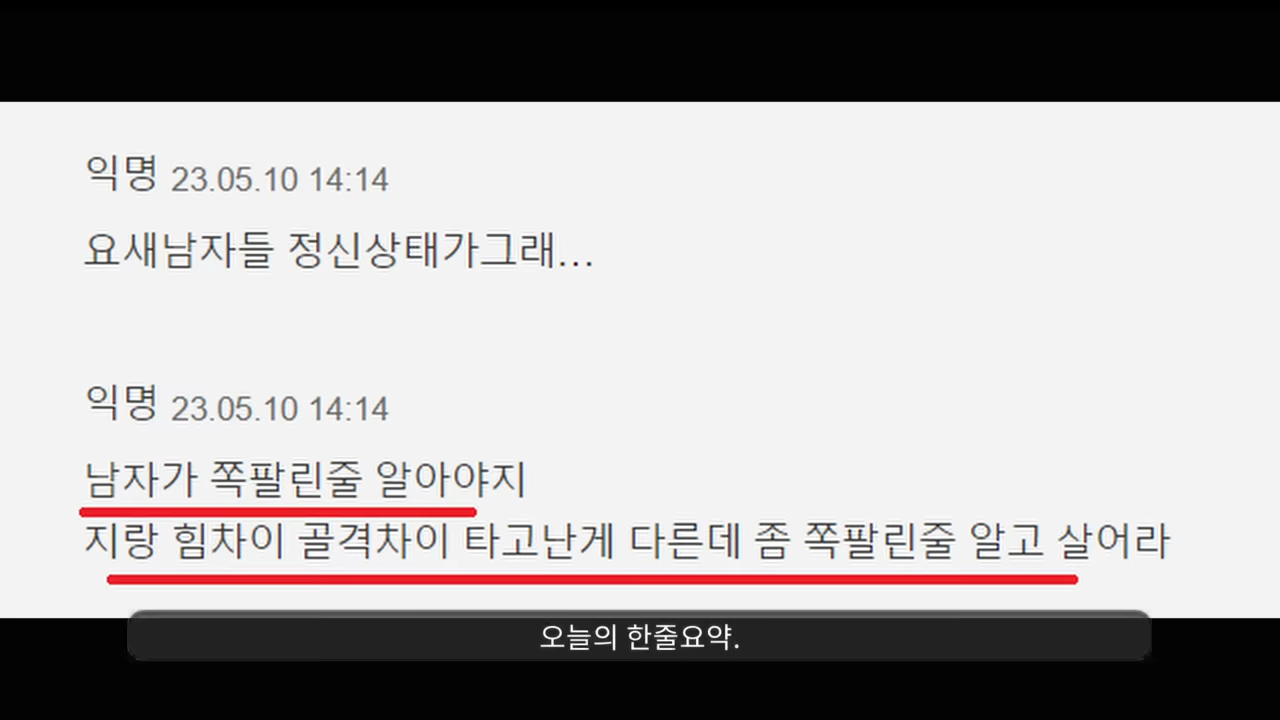 익명 23.05.10 14:14
요새남자들 정신상태가그래...
익명 23.05.10 14:14
남자가 쪽팔린줄 알아야지
지랑 힘차이 골격차이 타고난게 다른데 좀 쪽팔린줄 알고 살어라
오늘의 한줄요약.